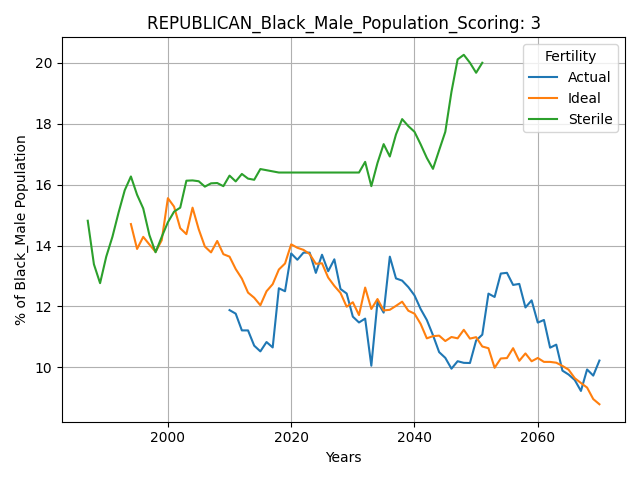 REPUBLICAN_Black_Male_Population_Scoring: 3
% of Black_Male Population
20
18
16
14
12
10
Fertility
Actual
Ideal
Sterile
2000 2020 2040 2060
Years